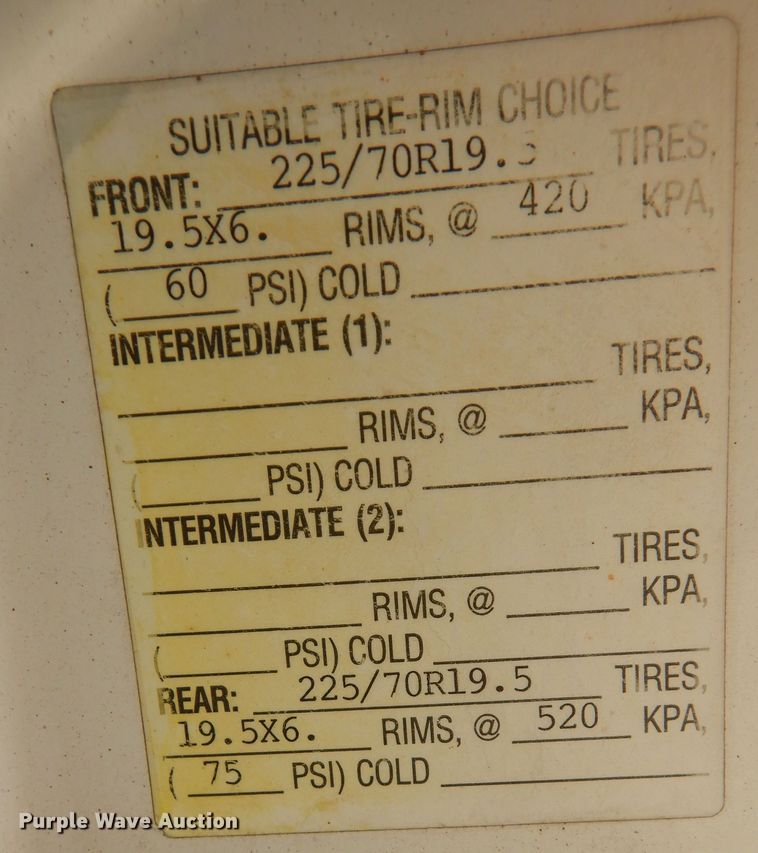 SUITABLE TIRE-RIM CHOICE
FRONT: 225/70R19.5 TIRES,
19.5X6. RIMS, @ 420 KPA,
( 60 PSI) COLD
INTERMEDIATE (1):
TIRES,
RIMS, @ KPA,
( PSI) COLD
INTERMEDIATE (2):
TIRES,
RIMS, @ KPA,
( PSI) COLD
REAR: 225/70R19.5 TIRES,
19.5X6. RIMS, @ 520 KPA,
( 75 PSI) COLD
Purple Wave Auction